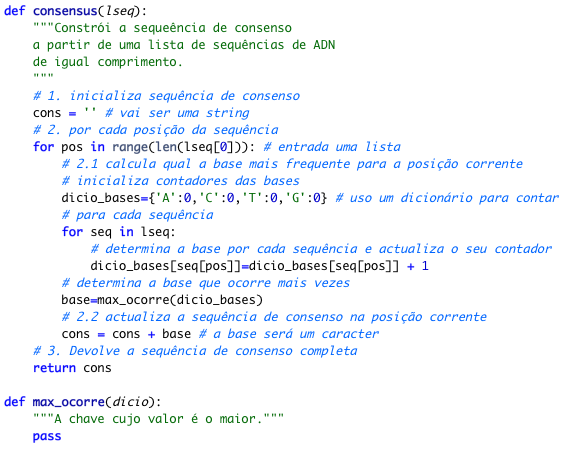 def consensus(lseq):
    """Constrói a sequeência de consenso
    a partir de uma lista de sequências de ADN
    de igual comprimento.
    """
    # 1. inicializa sequência de consenso
    cons = '' # vai ser uma string
    # 2. por cada posição da sequência
    for pos in range(len(lseq[0])): # entrada uma lista
        # 2.1 calcula qual a base mais frequente para a posição corrente
        # inicializa contadores das bases
        dicio_bases={'A':0,'C':0,'T':0,'G':0} # uso um dicionário para contar
        # para cada sequência
        for seq in lseq:
            # determina a base por cada sequência e actualiza o seu contador
            dicio_bases[seq[pos]]=dicio_bases[seq[pos]] + 1
        # determina a base que ocorre mais vezes
        base=max_ocorre(dicio_bases)
        # 2.2 actualiza a sequência de consenso na posição corrente
        cons = cons + base # a base será um caracter
    # 3. Devolve a sequência de consenso completa
    return cons

def max_ocorre(dicio):
    """A chave cujo valor é o maior."""
    pass